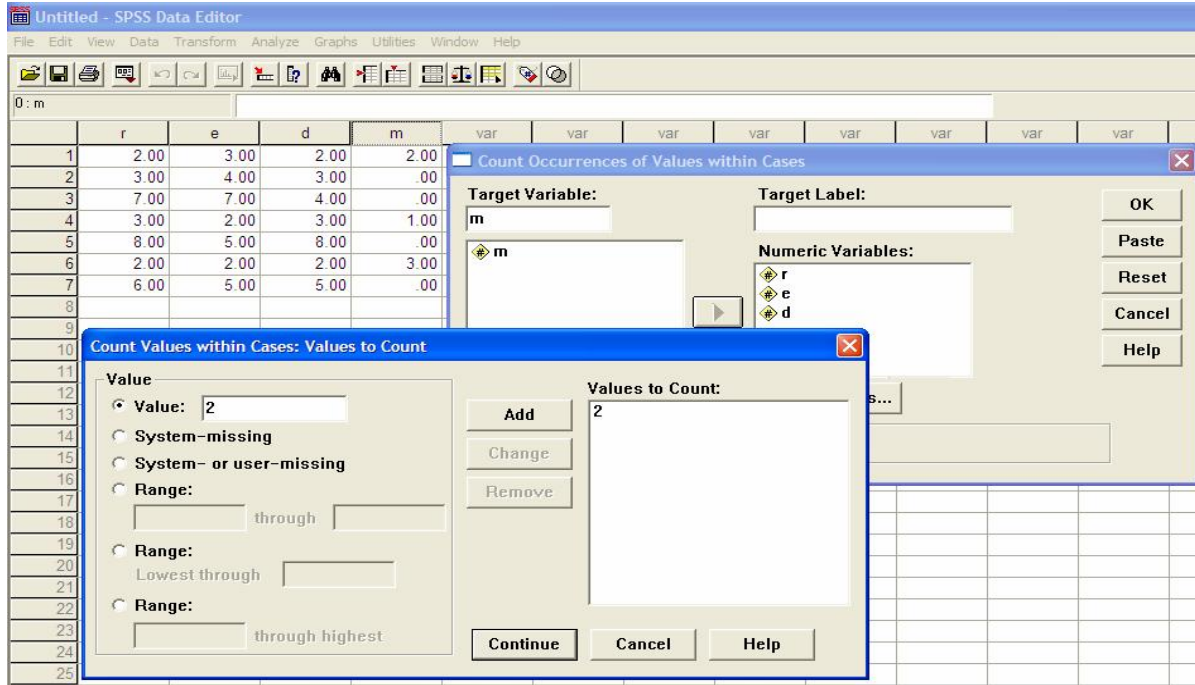 Untitled - SPSS Data Editor
File Edit View Data Transform Analyze Graphs Utilities Window Help
0 : m
r e d m var var var var var var var var
1 2.00 3.00 2.00 2.00
2 3.00 4.00 3.00 .00
3 7.00 7.00 4.00 .00
4 3.00 2.00 3.00 1.00
5 8.00 5.00 8.00 .00
6 2.00 2.00 2.00 3.00
7 6.00 5.00 5.00 .00
8
9
10
11
12
13
14
15
16
17
18
19
20
21
22
23
24
25
Count Occurrences of Values within Cases
Target Variable: Target Label:
m
# m
Numeric Variables:
# r
# e
# d
OK
Paste
Reset
Cancel
Help
s...
Count Values within Cases: Values to Count
Value
Value: 2
System-missing
System- or user-missing
Range:
through
Range:
Lowest through
Range:
through highest
Add
Change
Remove
Values to Count:
2
Continue Cancel Help